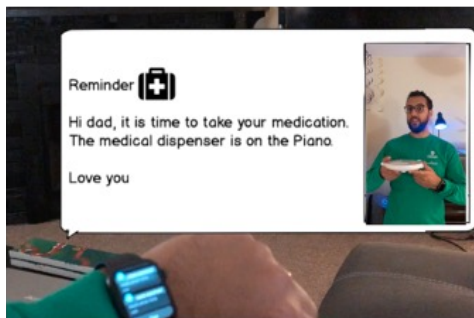 Reminder
Hi dad, it is time to take your medication.
The medical dispenser is on the Piano.
Love you